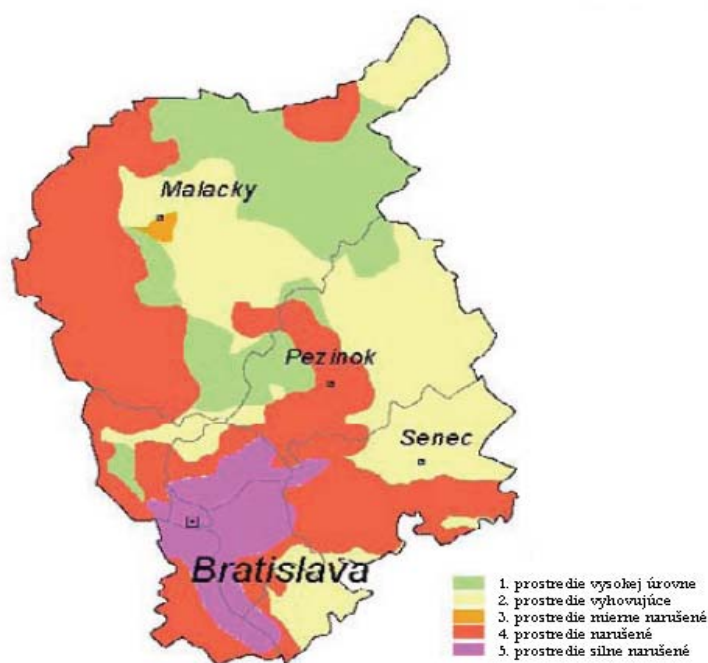 Malacky
Pezinok
Senec
Bratislava
1. prostredie vysokej úrovne
2. prostredie vyhovujúce
3. prostredie mierne narušené
4. prostredie narušené
5. prostredie silne narušené